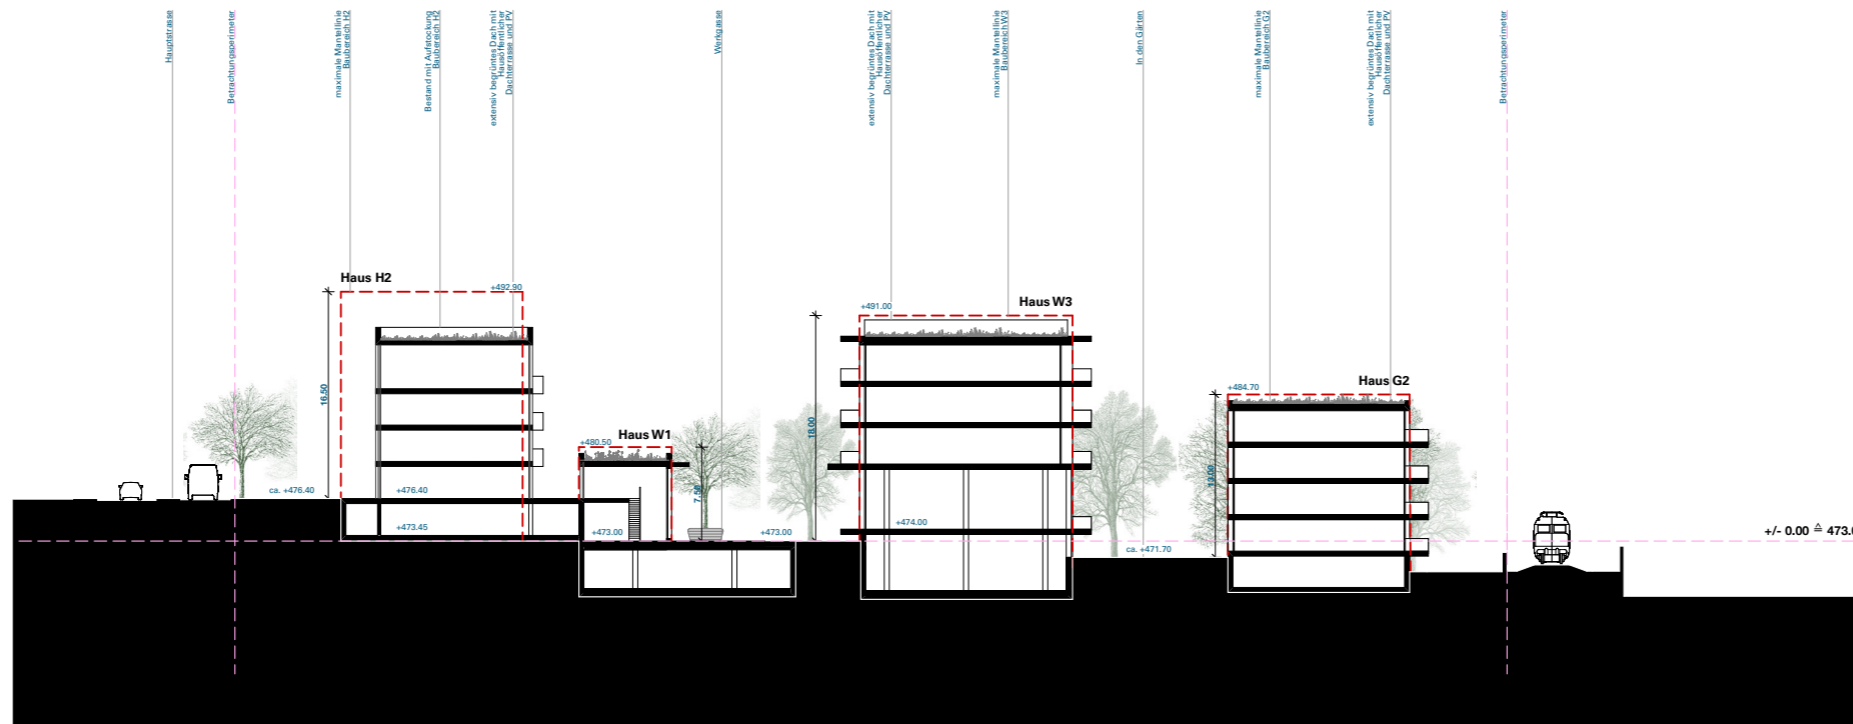 Hauptstrasse
Betrachtungsperimeter
maximale Mantellinie
Baubereich H2
Bestand mit Aufstockung
Baubereich H2
extensiv begrüntes Dach mit
Hausöffentlicher
Dachterrasse und PV
Werkgasse
extensiv begrüntes Dach mit
Hausöffentlicher
Dachterrasse und PV
maximale Mantellinie
Baubereich W3
In den Gärten
maximale Mantellinie
Baubereich G2
extensiv begrüntes Dach mit
Hausöffentlicher
Dachterrasse und PV
Betrachtungsperimeter
Haus H2
+492.90
16.50
Haus W3
+491.00
18.00
Haus G2
+484.70
13.00
Haus W1
+480.50
7.50
ca. +476.40
+476.40
+473.45
+473.00
+473.00
+474.00
ca. +471.70
+/- 0.00 ≙ 473.0